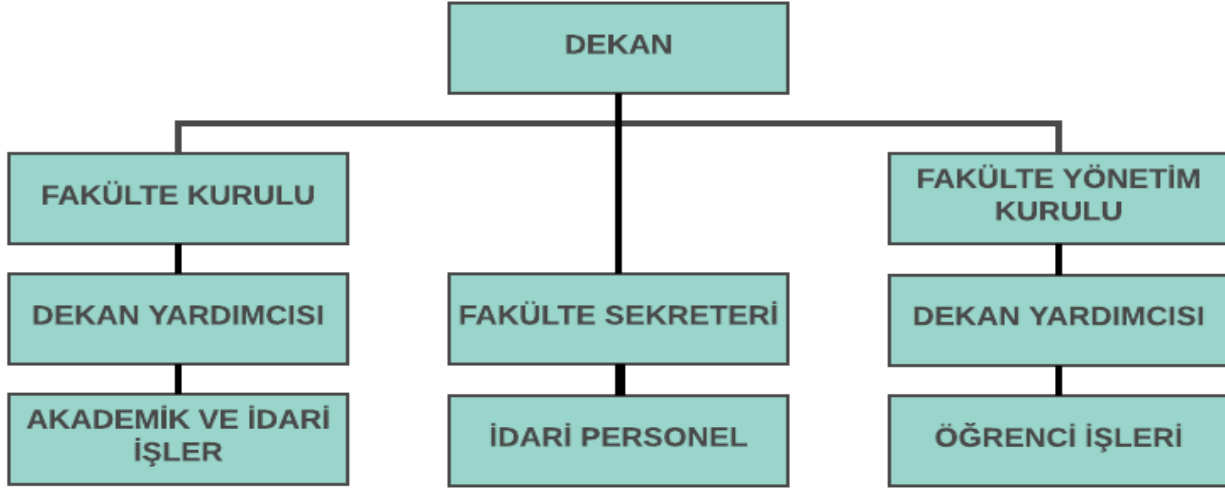 DEKAN
FAKÜLTE KURULU
FAKÜLTE YÖNETİM
KURULU
DEKAN YARDIMCISI
FAKÜLTE SEKRETERİ
DEKAN YARDIMCISI
AKADEMİK VE İDARİ
İŞLER
İDARİ PERSONEL
ÖĞRENCİ İŞLERİ